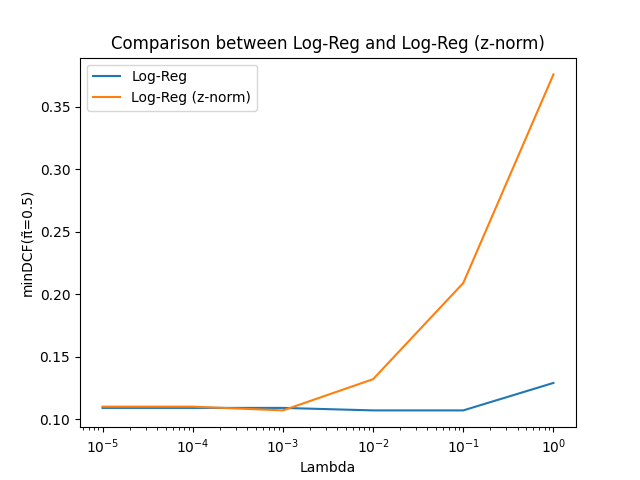 Comparison between Log-Reg and Log-Reg (z-norm)
Log-Reg
Log-Reg (z-norm)
minDCF(π̃=0.5)
0.35
0.30
0.25
0.20
0.15
0.10
10⁻⁵
10⁻⁴
10⁻³
10⁻²
10⁻¹
10⁰
Lambda